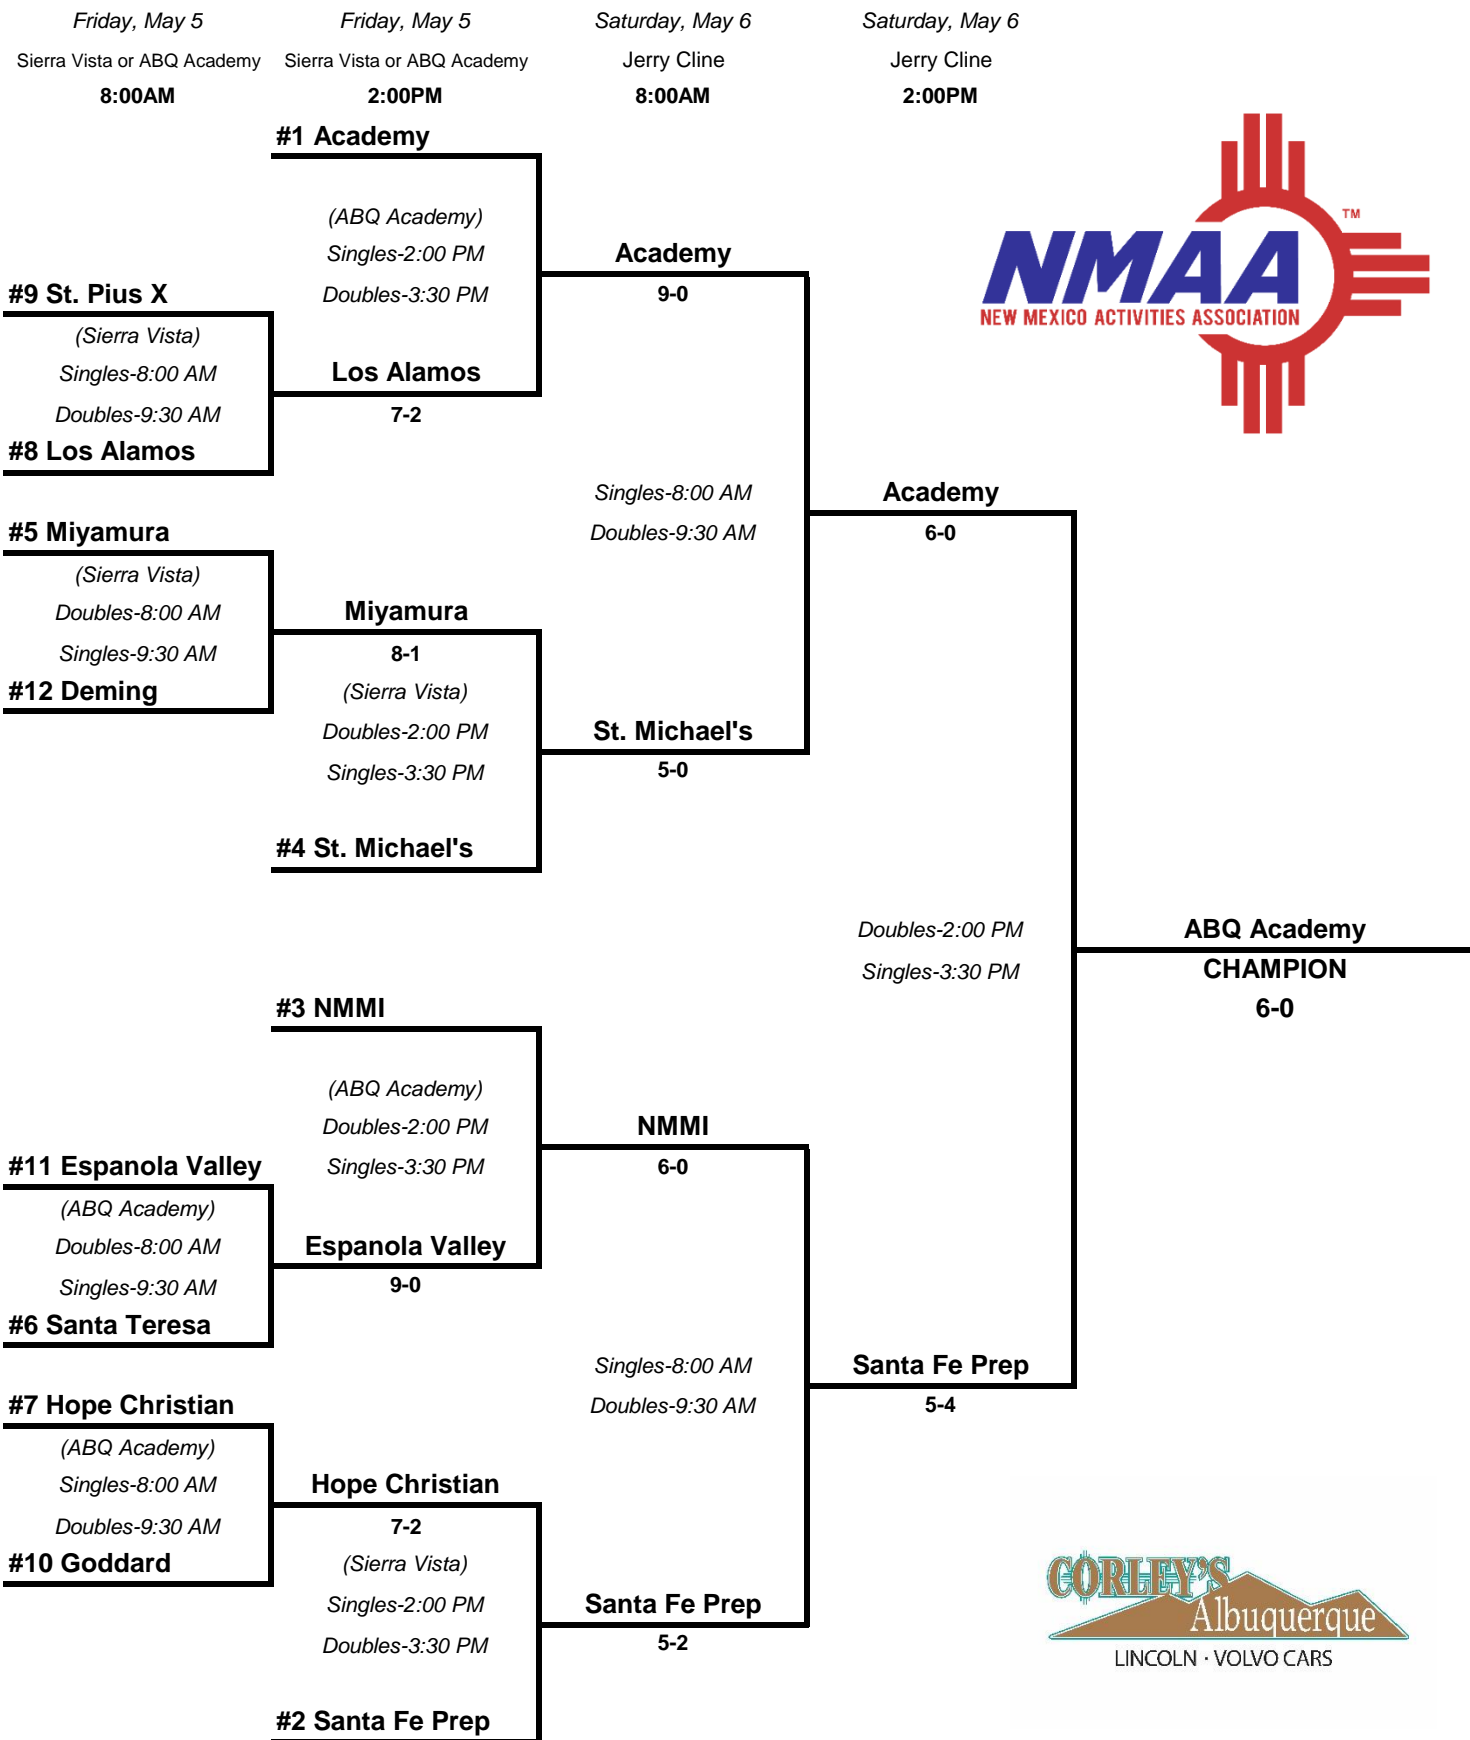 Friday, May 5
Friday, May 5
Saturday, May 6
Saturday, May 6
Sierra Vista or ABQ Academy
Sierra Vista or ABQ Academy
Jerry Cline
Jerry Cline
8:00AM
2:00PM
8:00AM
2:00PM
#1 Academy
(ABQ Academy)
Singles-2:00 PM
Doubles-3:30 PM
Academy
9-0
TM
NMAA
NEW MEXICO ACTIVITIES ASSOCIATION
#9 St. Pius X
(Sierra Vista)
Singles-8:00 AM
Doubles-9:30 AM
#8 Los Alamos
Los Alamos
7-2
Singles-8:00 AM
Doubles-9:30 AM
Academy
6-0
#5 Miyamura
(Sierra Vista)
Doubles-8:00 AM
Singles-9:30 AM
#12 Deming
Miyamura
8-1
(Sierra Vista)
Doubles-2:00 PM
Singles-3:30 PM
St. Michael's
5-0
#4 St. Michael's
Doubles-2:00 PM
Singles-3:30 PM
ABQ Academy
CHAMPION
6-0
#3 NMMI
(ABQ Academy)
Doubles-2:00 PM
Singles-3:30 PM
NMMI
6-0
#11 Espanola Valley
(ABQ Academy)
Doubles-8:00 AM
Singles-9:30 AM
#6 Santa Teresa
Espanola Valley
9-0
Singles-8:00 AM
Doubles-9:30 AM
Santa Fe Prep
5-4
#7 Hope Christian
(ABQ Academy)
Singles-8:00 AM
Doubles-9:30 AM
#10 Goddard
Hope Christian
7-2
(Sierra Vista)
Singles-2:00 PM
Doubles-3:30 PM
Santa Fe Prep
5-2
#2 Santa Fe Prep
CORLEY'S
Albuquerque
LINCOLN · VOLVO CARS